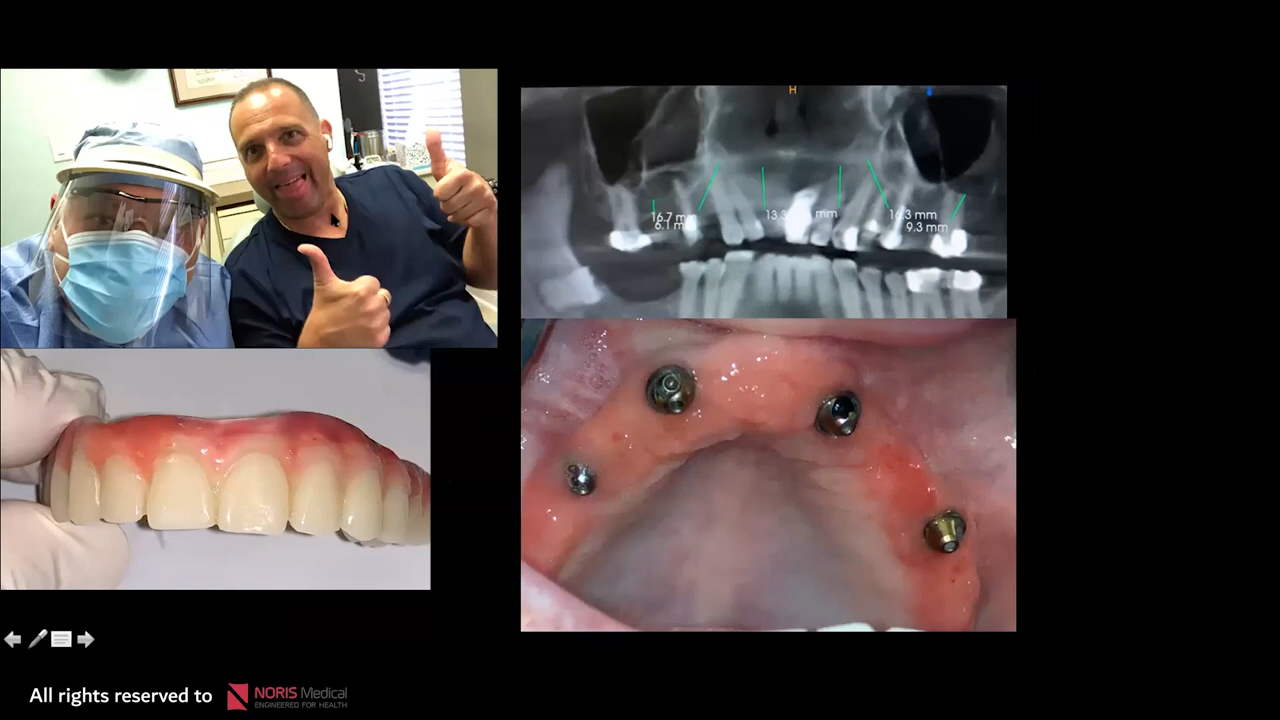 H
16.7 mm
6.1 m
13.3 mm
16.3 mm
9.3 mm
All rights reserved to
NORIS Medical
ENGINEERED FOR HEALTH